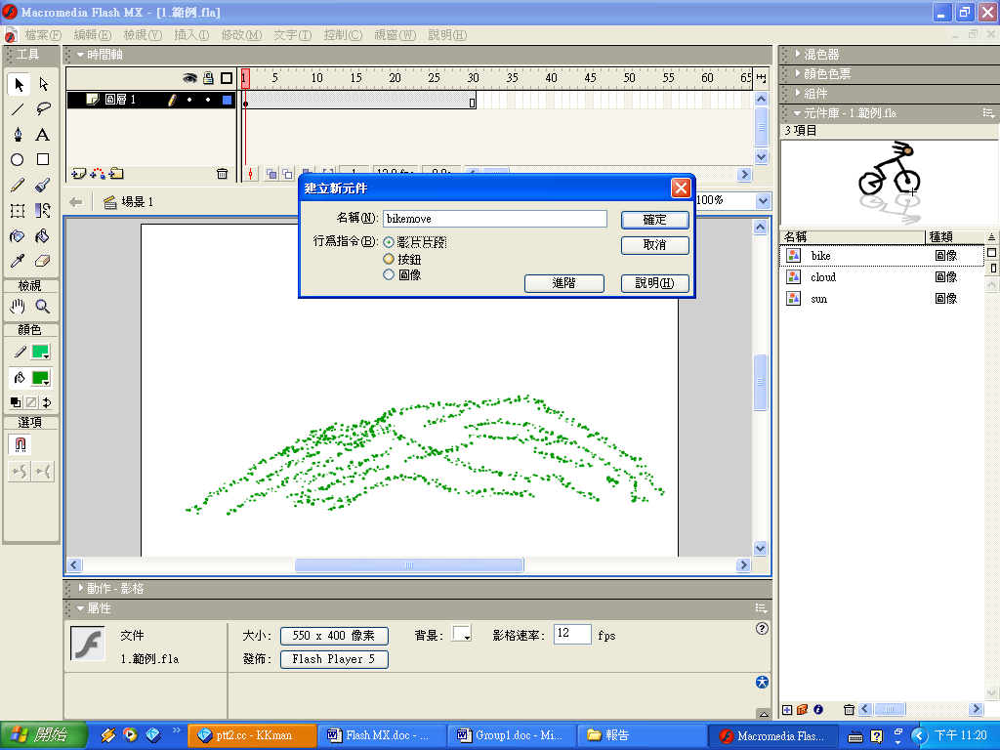 Macromedia Flash MX - [1.範例.fla]
檔案(F) 編輯(E) 檢視(V) 插入(I) 修改(M) 文字(T) 控制(C) 視窗(W) 說明(H)
工具
時間軸
1 5 10 15 20 25 30 35 40 45 50 55 60 65
圖層 1
場景 1
100%
建立新元件
名稱(N): bikemove
確定
行為指令(B): 影片片段
取消
按鈕
圖像
進階
說明(H)
檢視
顏色
選項
混色器
顏色色票
組件
元件庫 - 1.範例.fla
3 項目
名稱 種類
bike 圖像
cloud 圖像
sun 圖像
動作 - 影格
屬性
文件
1.範例.fla
大小: 550 x 400 像素
背景:
影格速率: 12 fps
發佈: Flash Player 5
開始
ptt2.cc - KKman
Flash MX.doc - ...
Group1.doc - Mi...
報告
Macromedia Flas...
下午 11:20